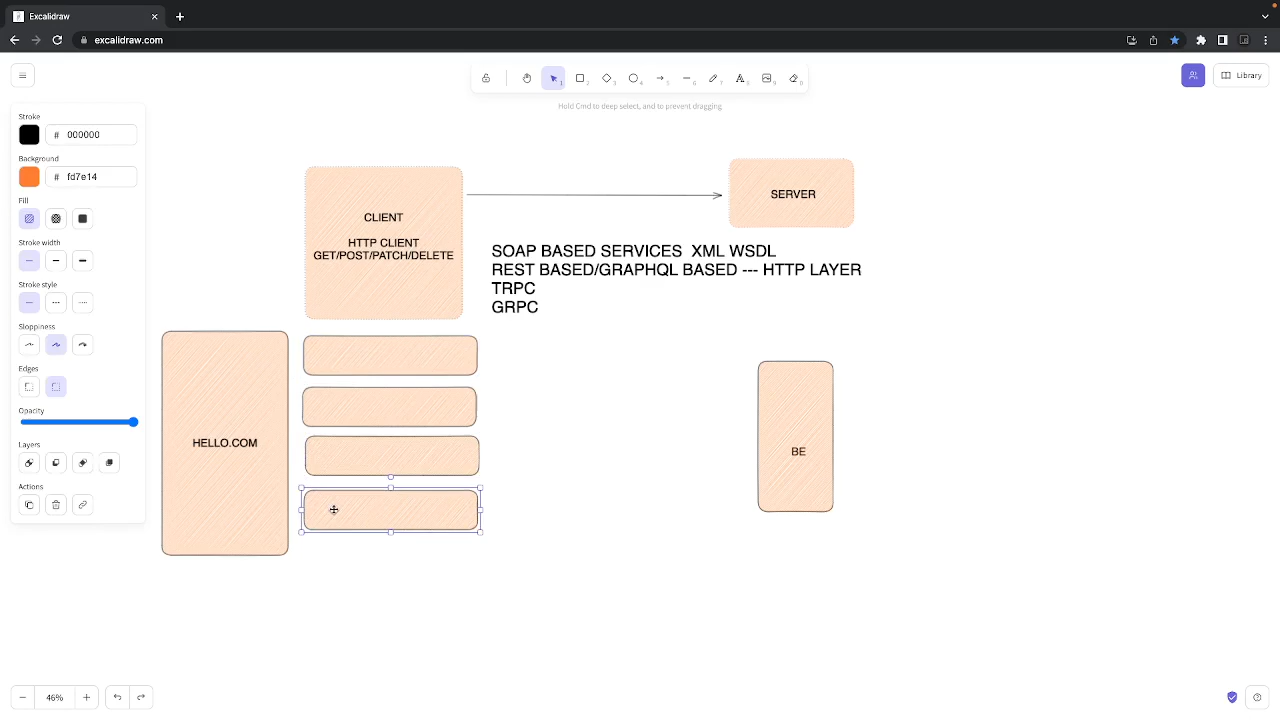 Excalidraw
excalidraw.com
Library
Hold Cmd to deep select, and to prevent dragging
Stroke
# 000000
Background
# fd7e14
Fill
Stroke width
Stroke style
Sloppiness
Edges
Opacity
Layers
Actions
CLIENT
HTTP CLIENT
GET/POST/PATCH/DELETE
SERVER
SOAP BASED SERVICES XML WSDL
REST BASED/GRAPHQL BASED --- HTTP LAYER
TRPC
GRPC
HELLO.COM
BE
46%